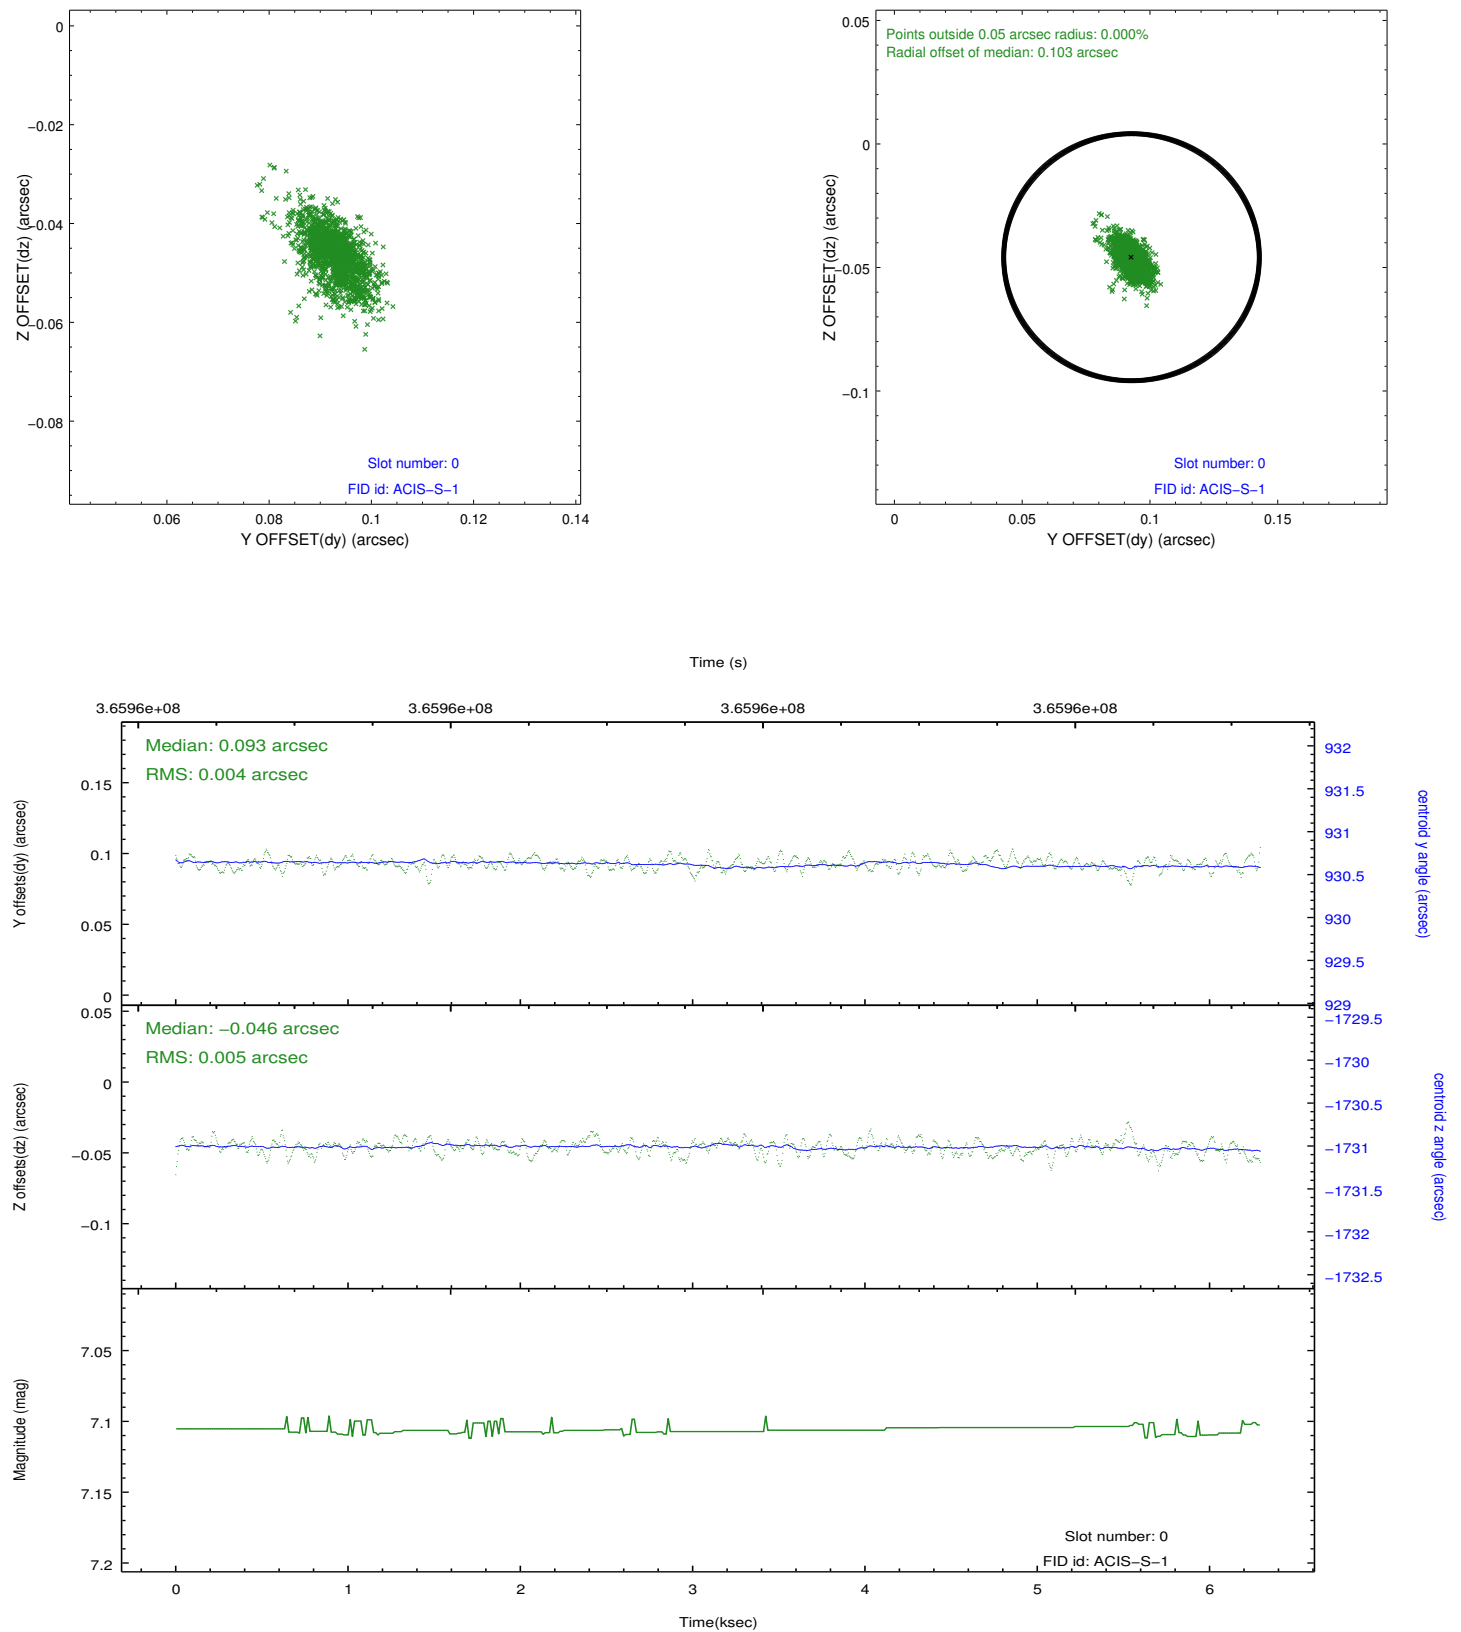 0
−0.02
−0.04
−0.06
−0.08
Z OFFSET(dz) (arcsec)
Slot number: 0
FID id: ACIS−S−1
0.06 0.08 0.1 0.12 0.14
Y OFFSET(dy) (arcsec)
Points outside 0.05 arcsec radius: 0.000%
Radial offset of median: 0.103 arcsec
0.05
0
−0.05
−0.1
Z OFFSET(dz) (arcsec)
Slot number: 0
FID id: ACIS−S−1
0 0.05 0.1 0.15
Y OFFSET(dy) (arcsec)
Time (s)
3.6596e+08 3.6596e+08 3.6596e+08 3.6596e+08
Median: 0.093 arcsec
RMS: 0.004 arcsec
0.15
0.1
0.05
0
Y offsets(dy) (arcsec)
932
931.5
931
930.5
930
929.5
929
centroid y angle (arcsec)
Median: −0.046 arcsec
RMS: 0.005 arcsec
0.05
0
−0.05
−0.1
Z offsets(dz) (arcsec)
−1729.5
−1730
−1730.5
−1731
−1731.5
−1732
−1732.5
centroid z angle (arcsec)
7.05
7.1
7.15
7.2
Magnitude (mag)
Slot number: 0
FID id: ACIS−S−1
0 1 2 3 4 5 6
Time(ksec)